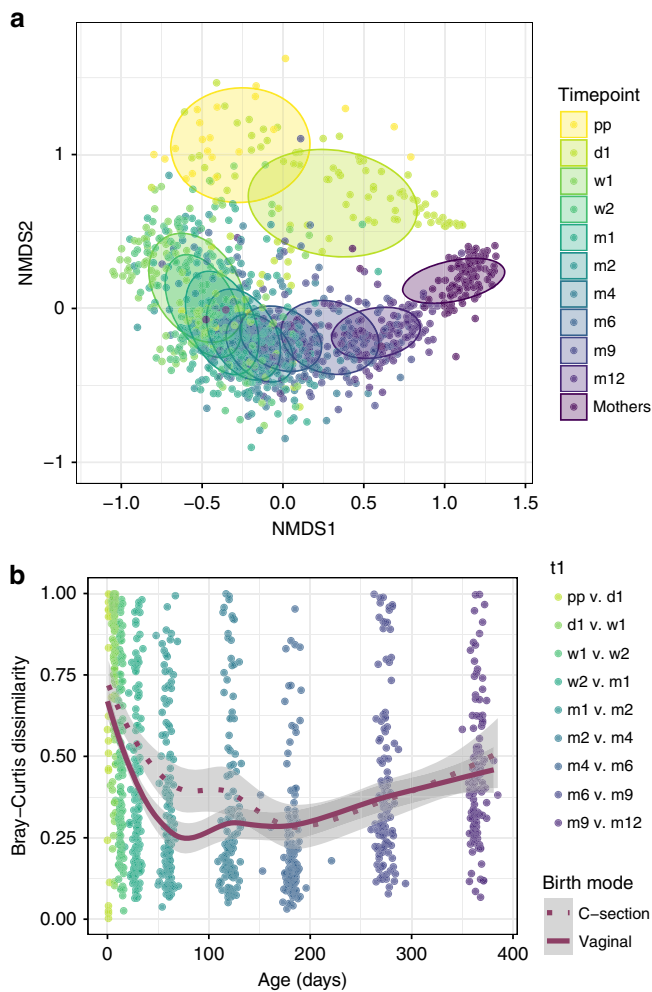 a
NMDS2
1
0
−1
−1.0
−0.5
0.0
0.5
1.0
1.5
NMDS1
Timepoint
pp
d1
w1
w2
m1
m2
m4
m6
m9
m12
Mothers
b
Bray−Curtis dissimilarity
1.00
0.75
0.50
0.25
0.00
0
100
200
300
400
Age (days)
t1
pp v. d1
d1 v. w1
w1 v. w2
w2 v. m1
m1 v. m2
m2 v. m4
m4 v. m6
m6 v. m9
m9 v. m12
Birth mode
C−section
Vaginal